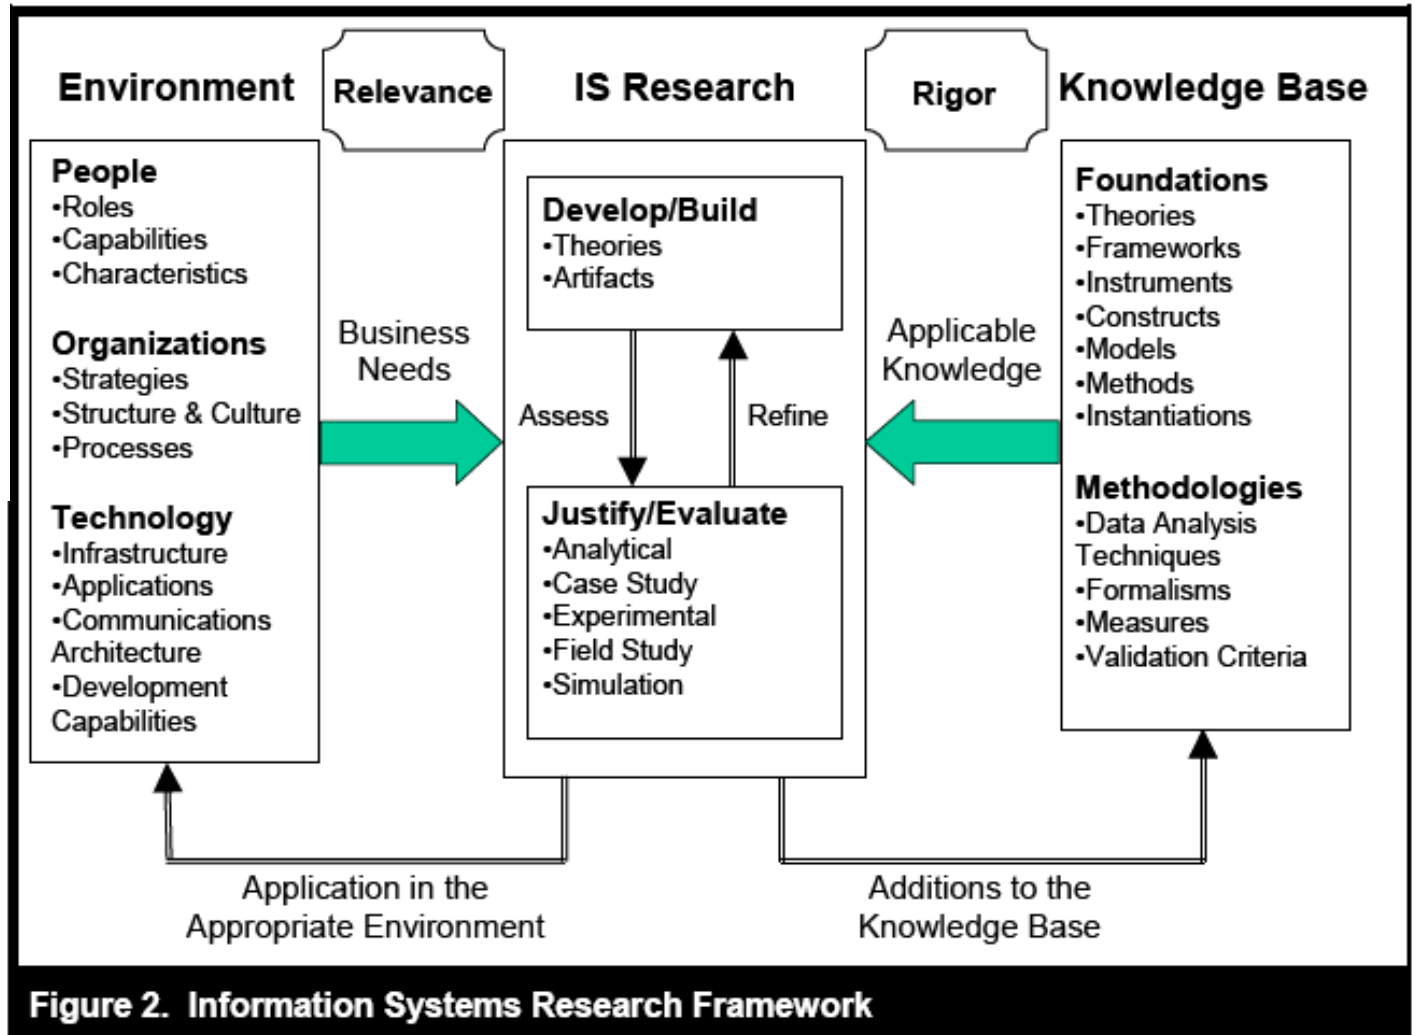 Environment
Relevance
IS Research
Rigor
Knowledge Base
People
•Roles
•Capabilities
•Characteristics
Organizations
•Strategies
•Structure & Culture
•Processes
Technology
•Infrastructure
•Applications
•Communications
Architecture
•Development
Capabilities
Business
Needs
Develop/Build
•Theories
•Artifacts
Assess
Refine
Justify/Evaluate
•Analytical
•Case Study
•Experimental
•Field Study
•Simulation
Applicable
Knowledge
Foundations
•Theories
•Frameworks
•Instruments
•Constructs
•Models
•Methods
•Instantiations
Methodologies
•Data Analysis
Techniques
•Formalisms
•Measures
•Validation Criteria
Application in the
Appropriate Environment
Additions to the
Knowledge Base
Figure 2. Information Systems Research Framework